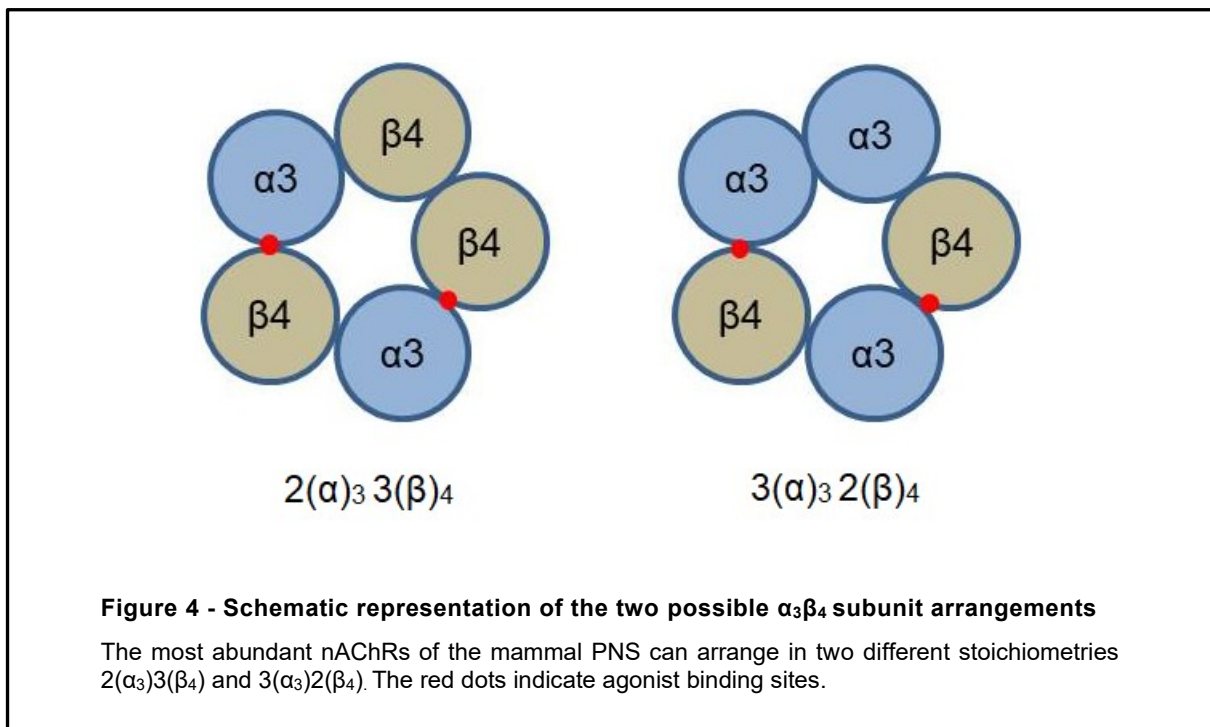 β4
α3
β4
β4
α3
α3
α3
β4
β4
α3
2(α)₃ 3(β)₄
3(α)₃ 2(β)₄
Figure 4 - Schematic representation of the two possible α₃β₄ subunit arrangements
The most abundant nAChRs of the mammal PNS can arrange in two different stoichiometries
2(α₃)3(β₄) and 3(α₃)2(β₄). The red dots indicate agonist binding sites.